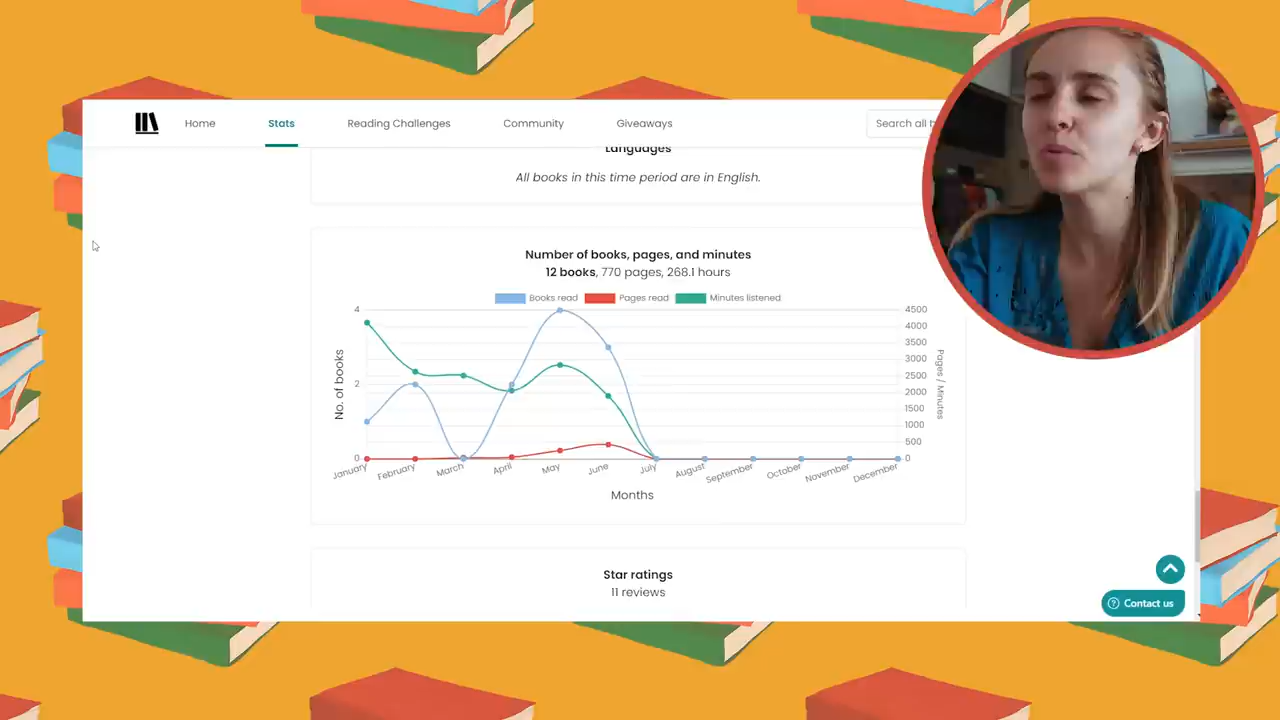 Home Stats Reading Challenges Community Giveaways Search all b
Languages
All books in this time period are in English.
Number of books, pages, and minutes
12 books, 770 pages, 268.1 hours
Books read Pages read Minutes listened
4 4500
4000
3500
3000
2 2500
2000
1500
1000
500
0 0
No. of books
Pages / Minutes
January February March April May June July August September October November December
Months
Star ratings
11 reviews
Contact us